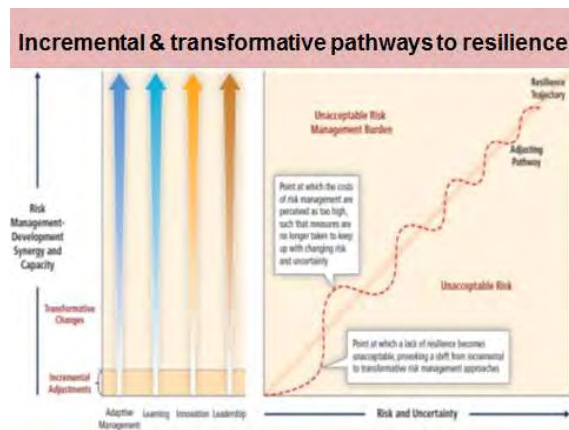 Incremental & transformative pathways to resilience
Risk
Management-
Development
Synergy and
Capacity
Transformative
Changes
Incremental
Adjustments
Adaptive
Management
Learning
Innovation
Leadership
Resilience
Trajectory
Unacceptable Risk
Management Burden
Adjusting
Pathway
Point at which the costs
of risk management are
perceived as too high,
such that measures are
no longer taken to keep
up with changing risk
and uncertainty
Unacceptable Risk
Point at which a lack of resilience becomes
unacceptable, provoking a shift from incremental
to transformative risk management approaches
Risk and Uncertainty